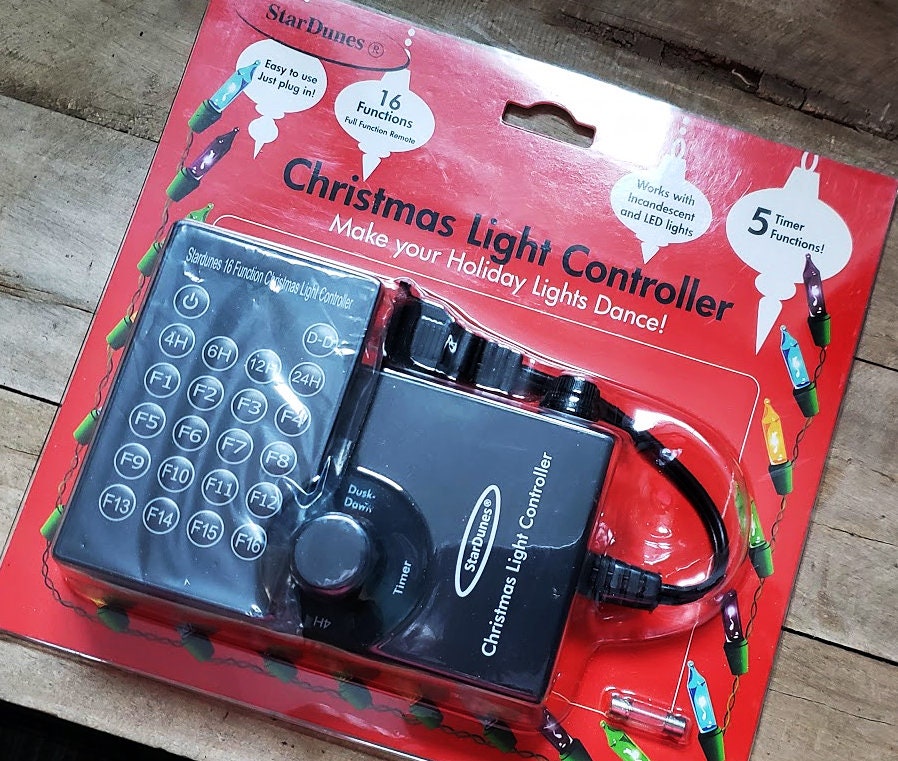 StarDunes ®
Easy to use
Just plug in!
16
Functions
Full Function Remote
Works with
Incandescent
and LED lights
5 Timer
Functions!
Christmas Light Controller
Make your Holiday Lights Dance!
Stardunes 16 Function Christmas Light Controller
D-D
4H 6H 12H 24H
F1 F2 F3 F4
F5 F6 F7 F8
F9 F10 F11 F12
F13 F14 F15 F16
Dusk-
Dawn
Timer
4H
StarDunes®
Christmas Light Controller